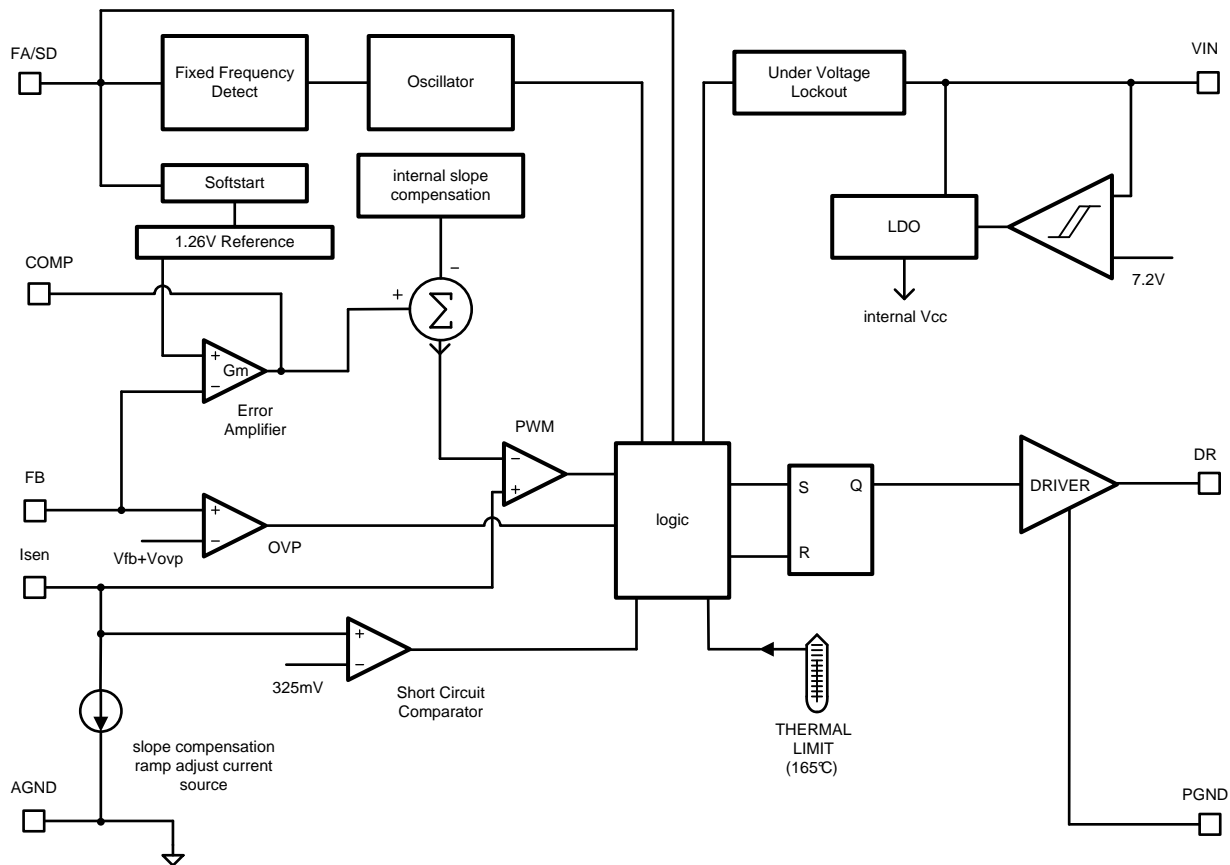 FA/SD
Fixed Frequency
Detect
Oscillator
Under Voltage
Lockout
VIN
Softstart
internal slope
compensation
1.26V Reference
LDO
COMP
7.2V
internal Vcc
−
+
Σ
+
Gm
−
Error
Amplifier
PWM
−
+
FB
+
−
OVP
Vfb+Vovp
logic
S
Q
R
DRIVER
DR
Isen
+
−
325mV
Short Circuit
Comparator
THERMAL
LIMIT
(165°C)
slope compensation
ramp adjust current
source
AGND
PGND